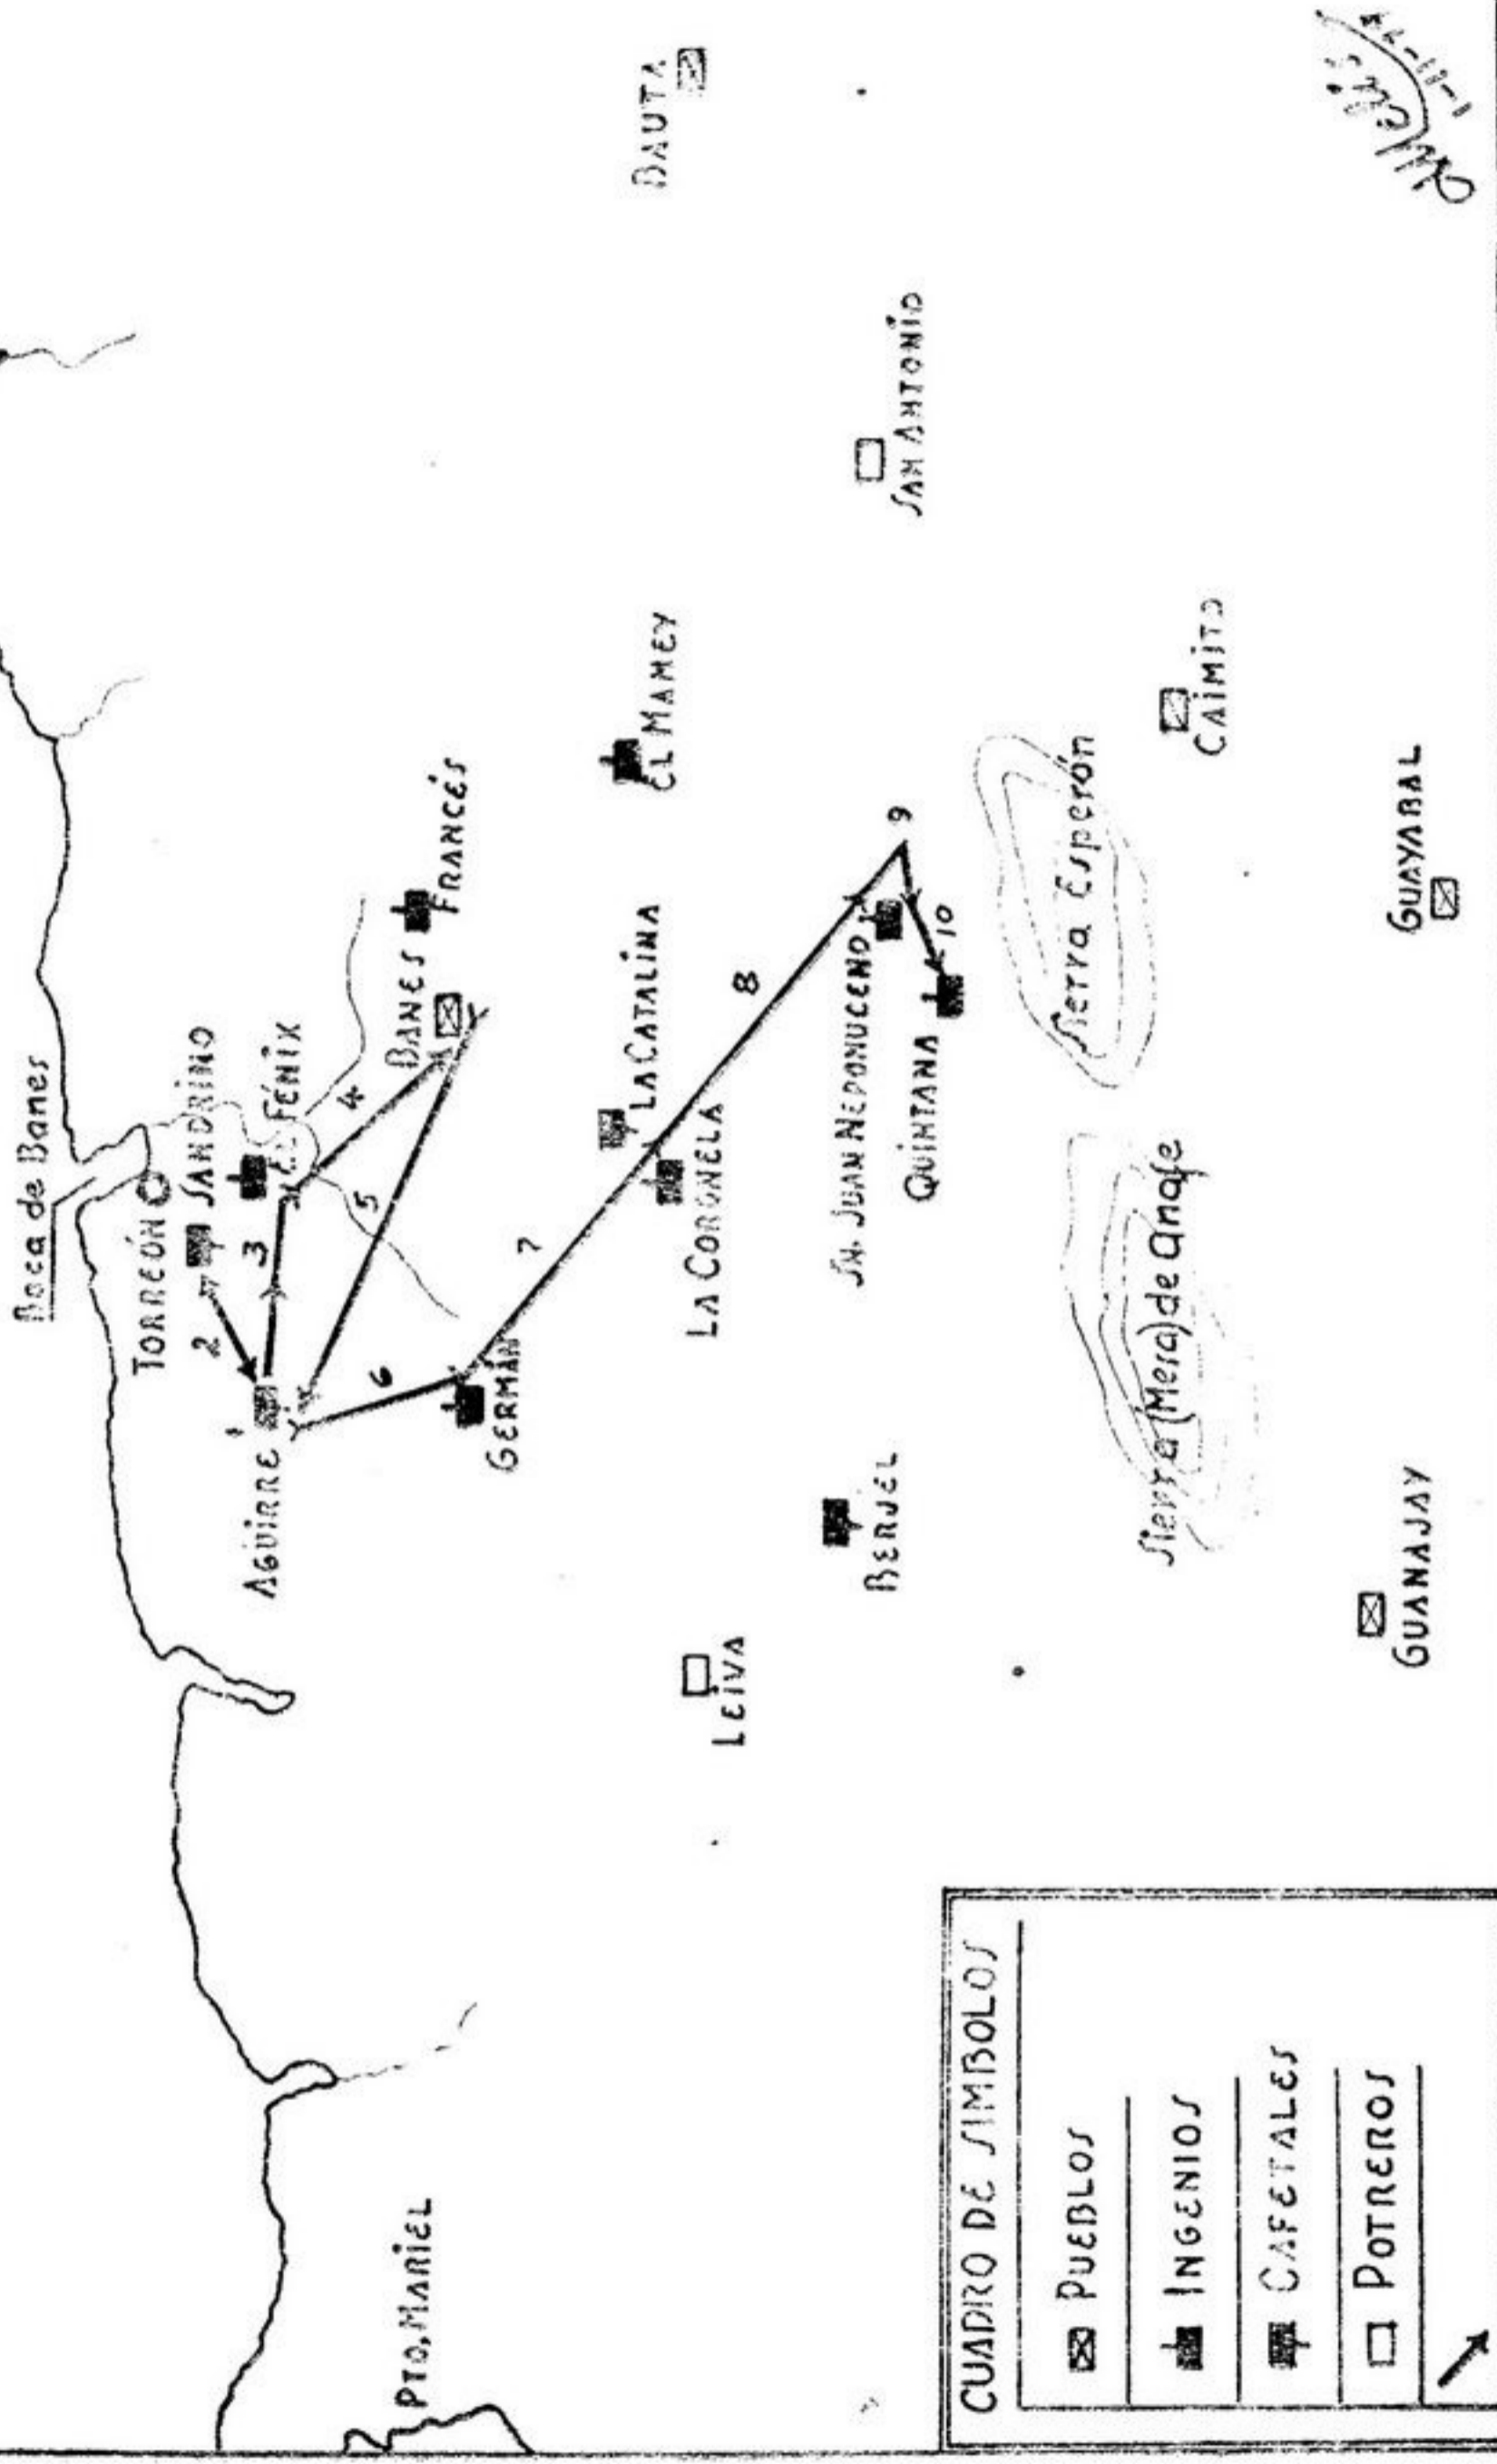 Boca de Banes
TORREÓN
SANDRINO
2
3
EL FÉNIX
AGUIRRE
4
5
BANES
FRANCÉS
6
GERMÁN
7
LA CATALINA
EL MAMEY
BAUTA
LA CORONELA
8
LEIVA
BERJEL
SN. JUAN NEPOMUCENO
9
10
QUINTANA
SAN ANTONIO
Sierra Esperón
Sierra (Mesa) de Anafe
CAIMITO
GUAYABAL
GUANAJAY
PTO. MARIEL
CUADRO DE SIMBOLOS
PUEBLOS
INGENIOS
CAFETALES
POTREROS